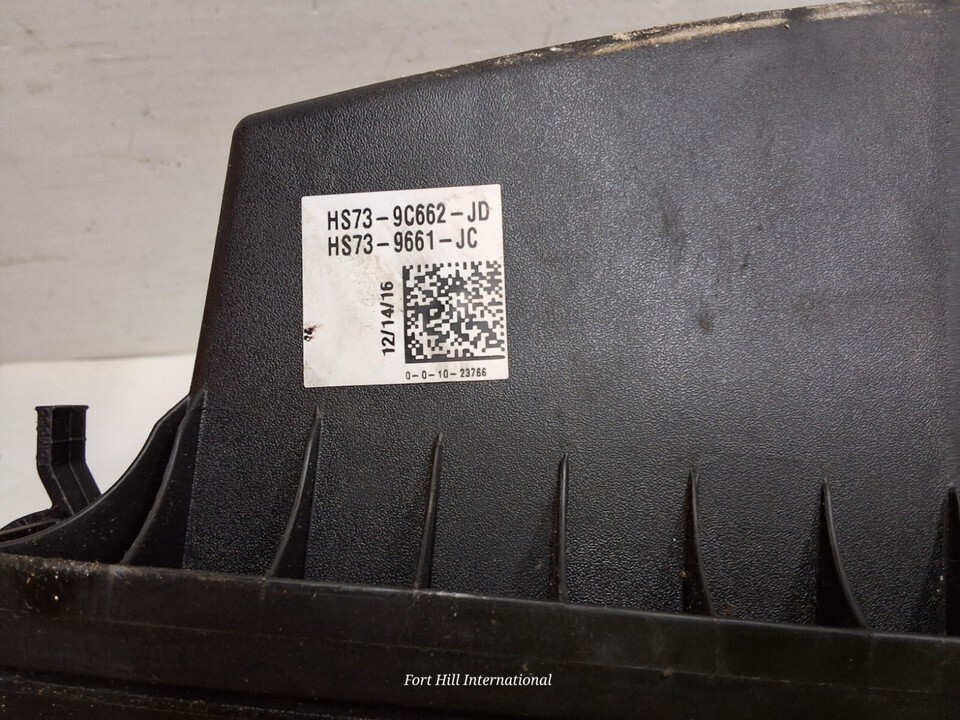 HS73-9C662-JD
HS73-9661-JC
12/14/16
0-0-10-23766
Fort Hill International